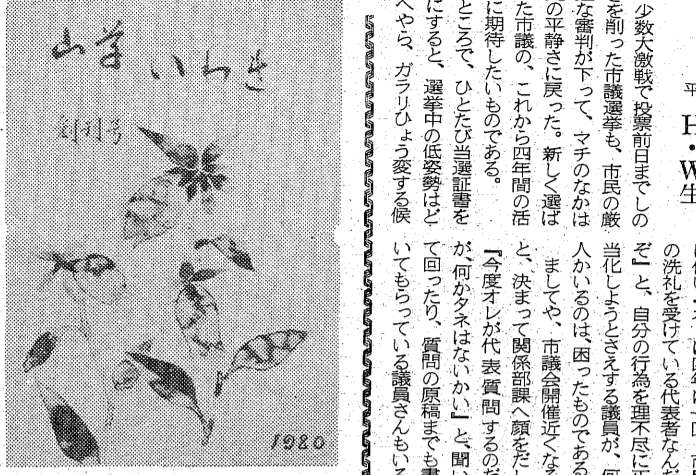 平
H・W生
少数大激戦で投票前日までしの
を削った市議選挙も、市民の厳
な審判が下って、マチのなかは
の平静さに戻った。新しく選ば
た市議の、これから四年間の活
に期待したいものである。
ところで、ひとたび当選証書を
にすると、選挙中の低姿勢はど
へやら、ガラリひょう変する候
の洗礼を受けている代表者なんだ
ぞ』と、自分の行為を理不尽に
当化しようとさえする議員が、何
人かいるのは、困ったものである
ましてや、市議会開催近くな
と、決まって関係部課へ顔をだ
『今度オレが代表質問するのだ
が、何かタネはないかい』と、聞い
て回ったり、質問の原稿までも書
いてもらっている議員さんもいる
創刊号
1980